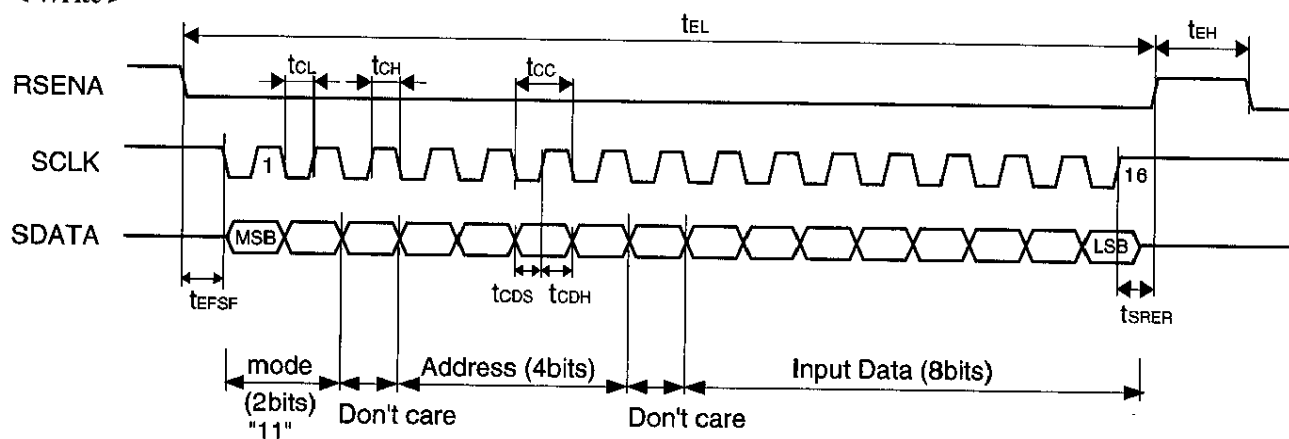 tEL
tEH
tCL
tCH
tCC
RSENA
SCLK
1
16
SDATA
MSB
LSB
tEFSF
tCDS
tCDH
tSRER
mode
(2bits)
"11"
Don't care
Address (4bits)
Don't care
Input Data (8bits)